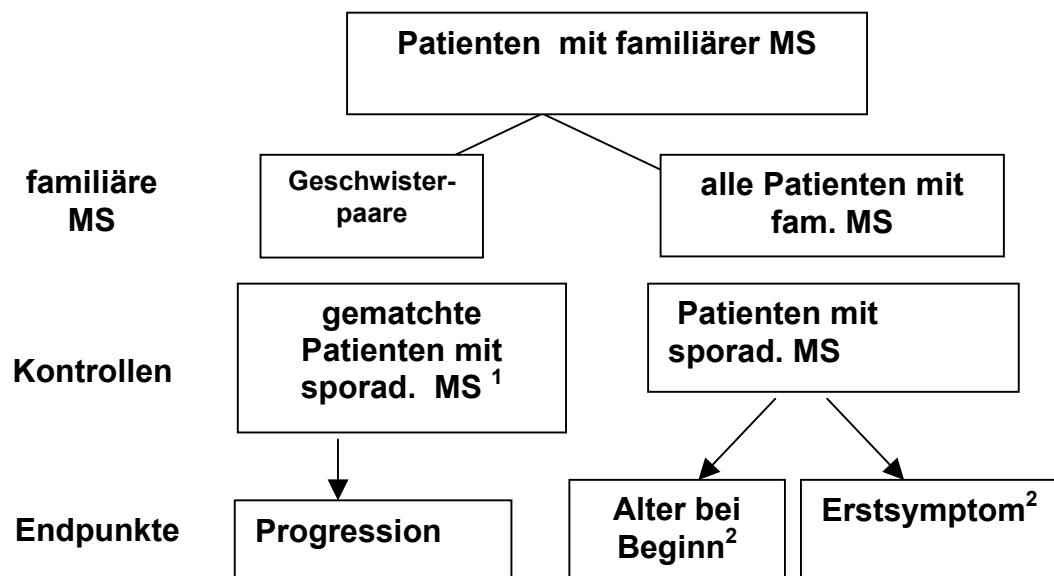 Patienten mit familiärer MS
familiäre
MS
Geschwister-
paare
alle Patienten mit
fam. MS
Kontrollen
gematchte
Patienten mit
sporad. MS ¹
Patienten mit
sporad. MS
Endpunkte
Progression
Alter bei
Beginn²
Erstsymptom²